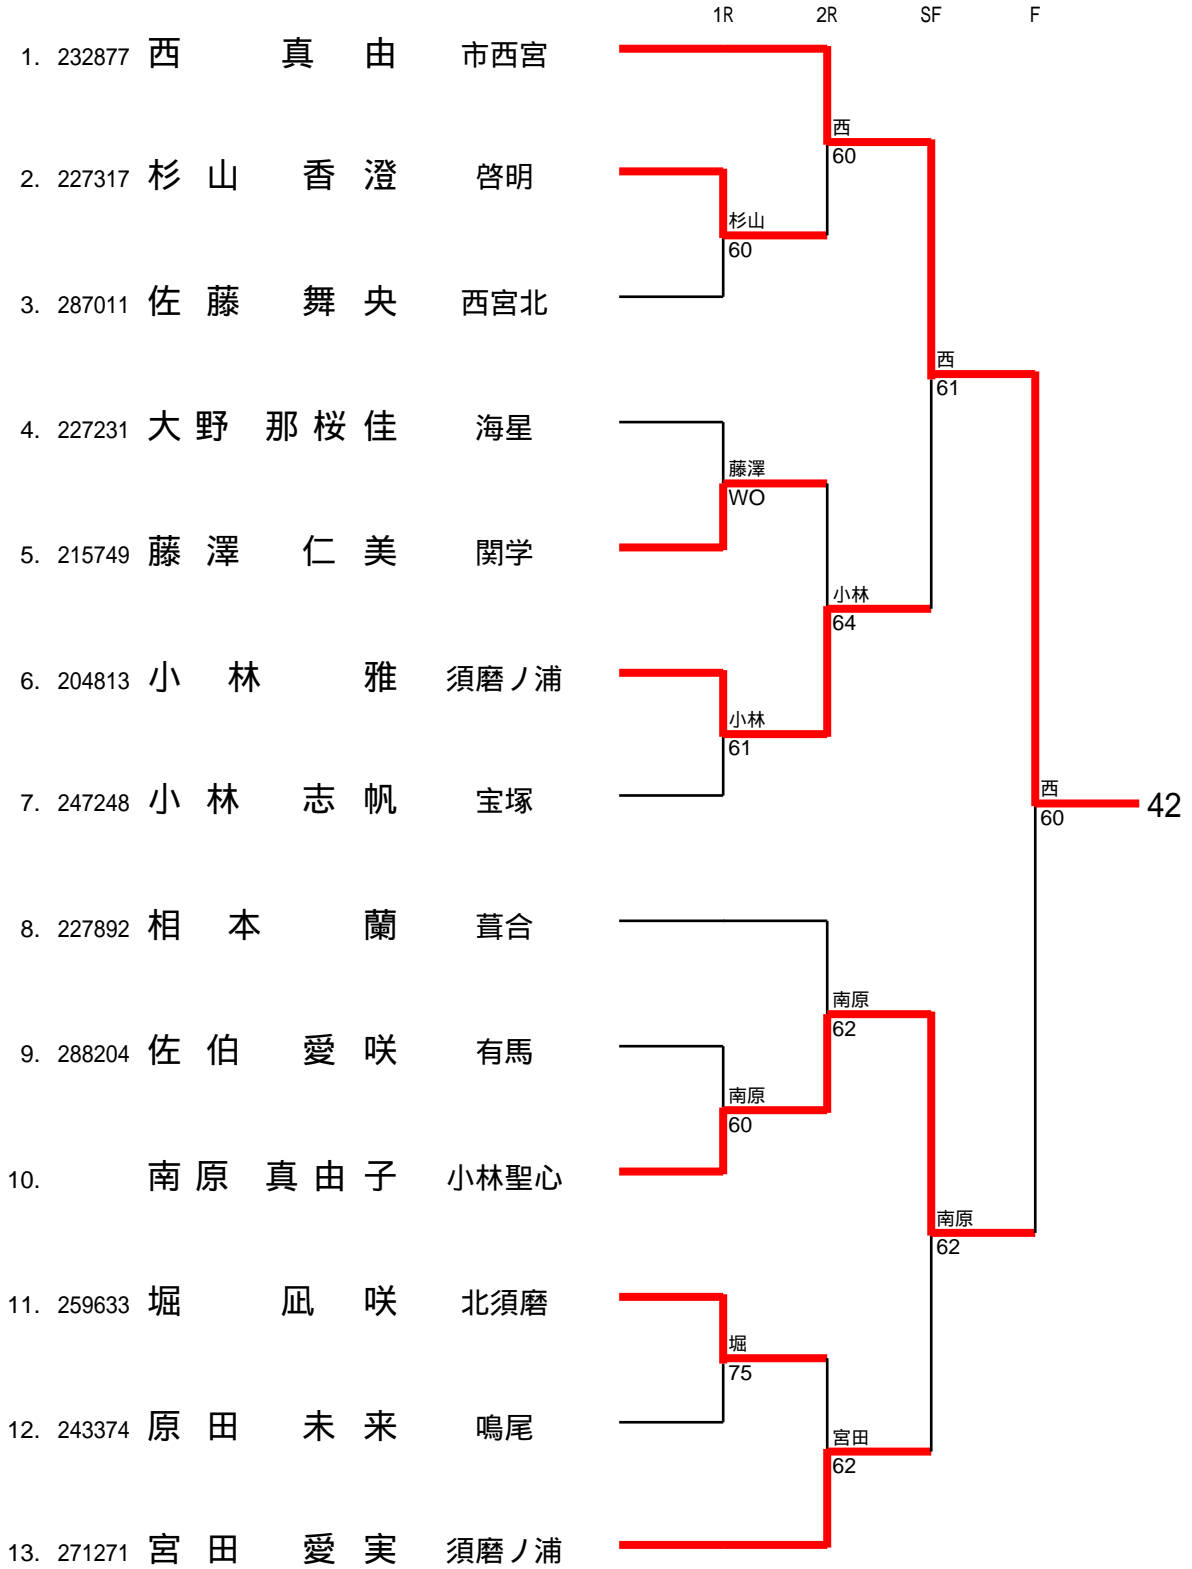 1R 2R SF F
1. 232877 西 真 由 市西宮
西
60
2. 227317 杉 山 香 澄 啓明
杉山
60
3. 287011 佐 藤 舞 央 西宮北
西
61
4. 227231 大 野 那 桜 佳 海星
藤澤
WO
5. 215749 藤 澤 仁 美 関学
小林
64
6. 204813 小 林 雅 須磨ノ浦
小林
61
7. 247248 小 林 志 帆 宝塚
西
60
42
8. 227892 相 本 蘭 葺合
南原
62
9. 288204 佐 伯 愛 咲 有馬
南原
60
10. 南 原 真 由 子 小林聖心
南原
62
11. 259633 堀 凪 咲 北須磨
堀
75
12. 243374 原 田 未 来 鳴尾
宮田
62
13. 271271 宮 田 愛 実 須磨ノ浦